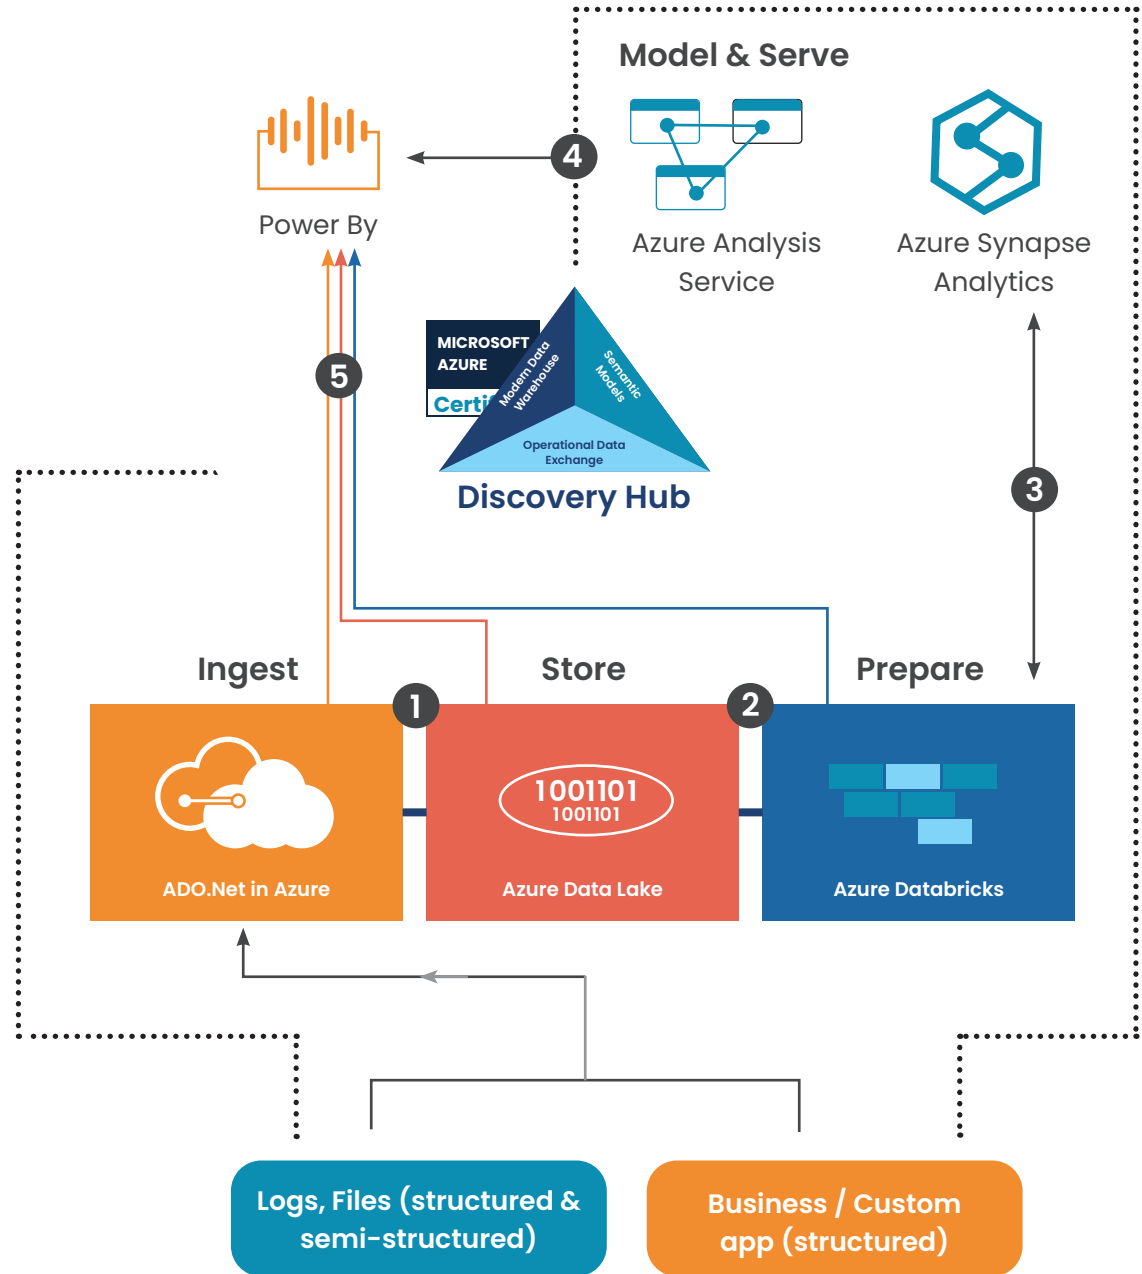 Model & Serve
4
Power By
Azure Analysis
Service
Azure Synapse
Analytics
MICROSOFT
AZURE
Certif
Modern Data
Warehouse
Semantic
Models
Operational Data
Exchange
Discovery Hub
5
3
Ingest
Store
Prepare
1
2
1001101
1001101
ADO.Net in Azure
Azure Data Lake
Azure Databricks
Logs, Files (structured &
semi-structured)
Business / Custom
app (structured)